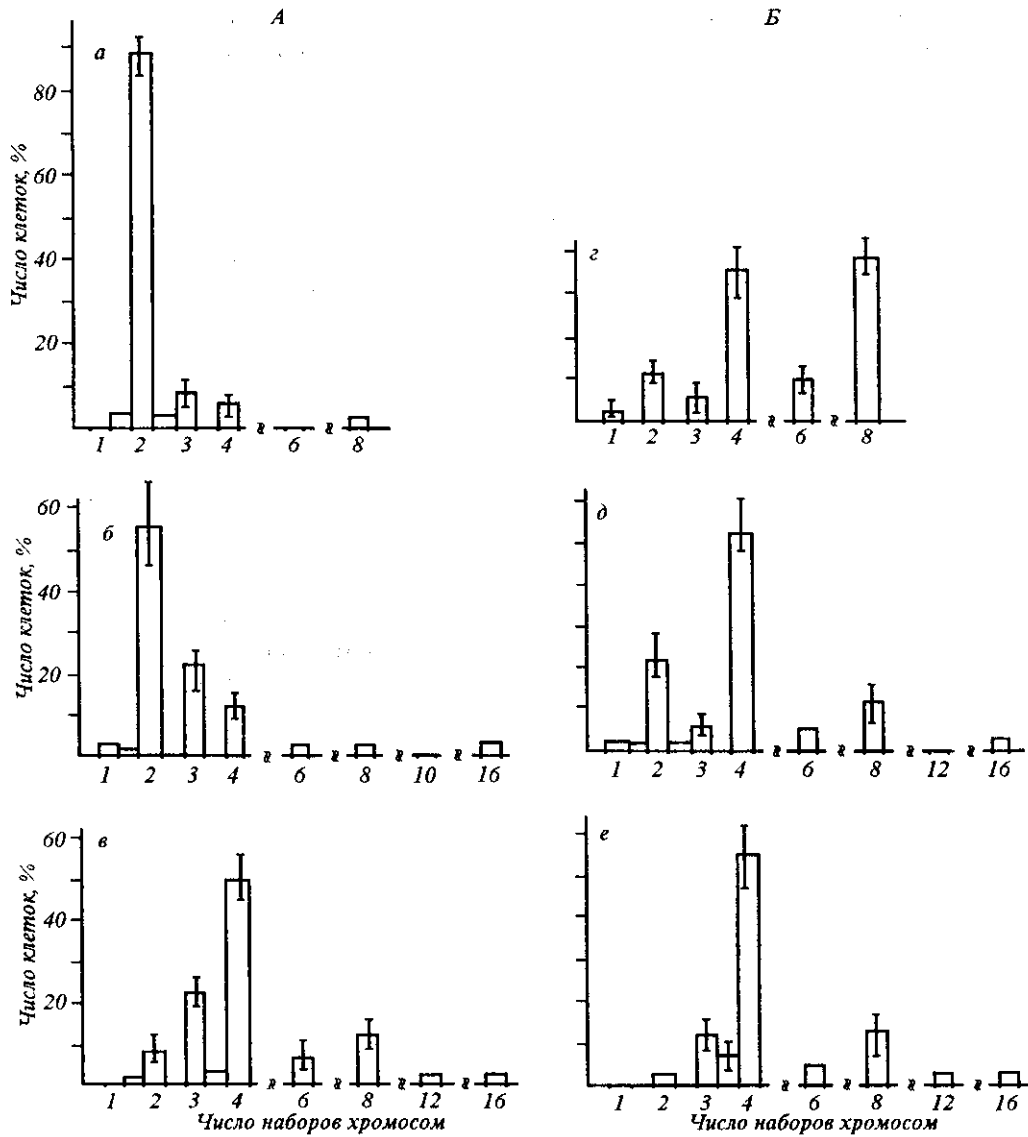 А Б
а
80
60
40
20
Число клеток, %
1 2 3 4 6 8
г
1 2 3 4 6 8
б
60
40
20
Число клеток, %
1 2 3 4 6 8 10 16
д
1 2 3 4 6 8 12 16
в
60
40
20
Число клеток, %
1 2 3 4 6 8 12 16
Число наборов хромосом
е
1 2 3 4 6 8 12 16
Число наборов хромосом